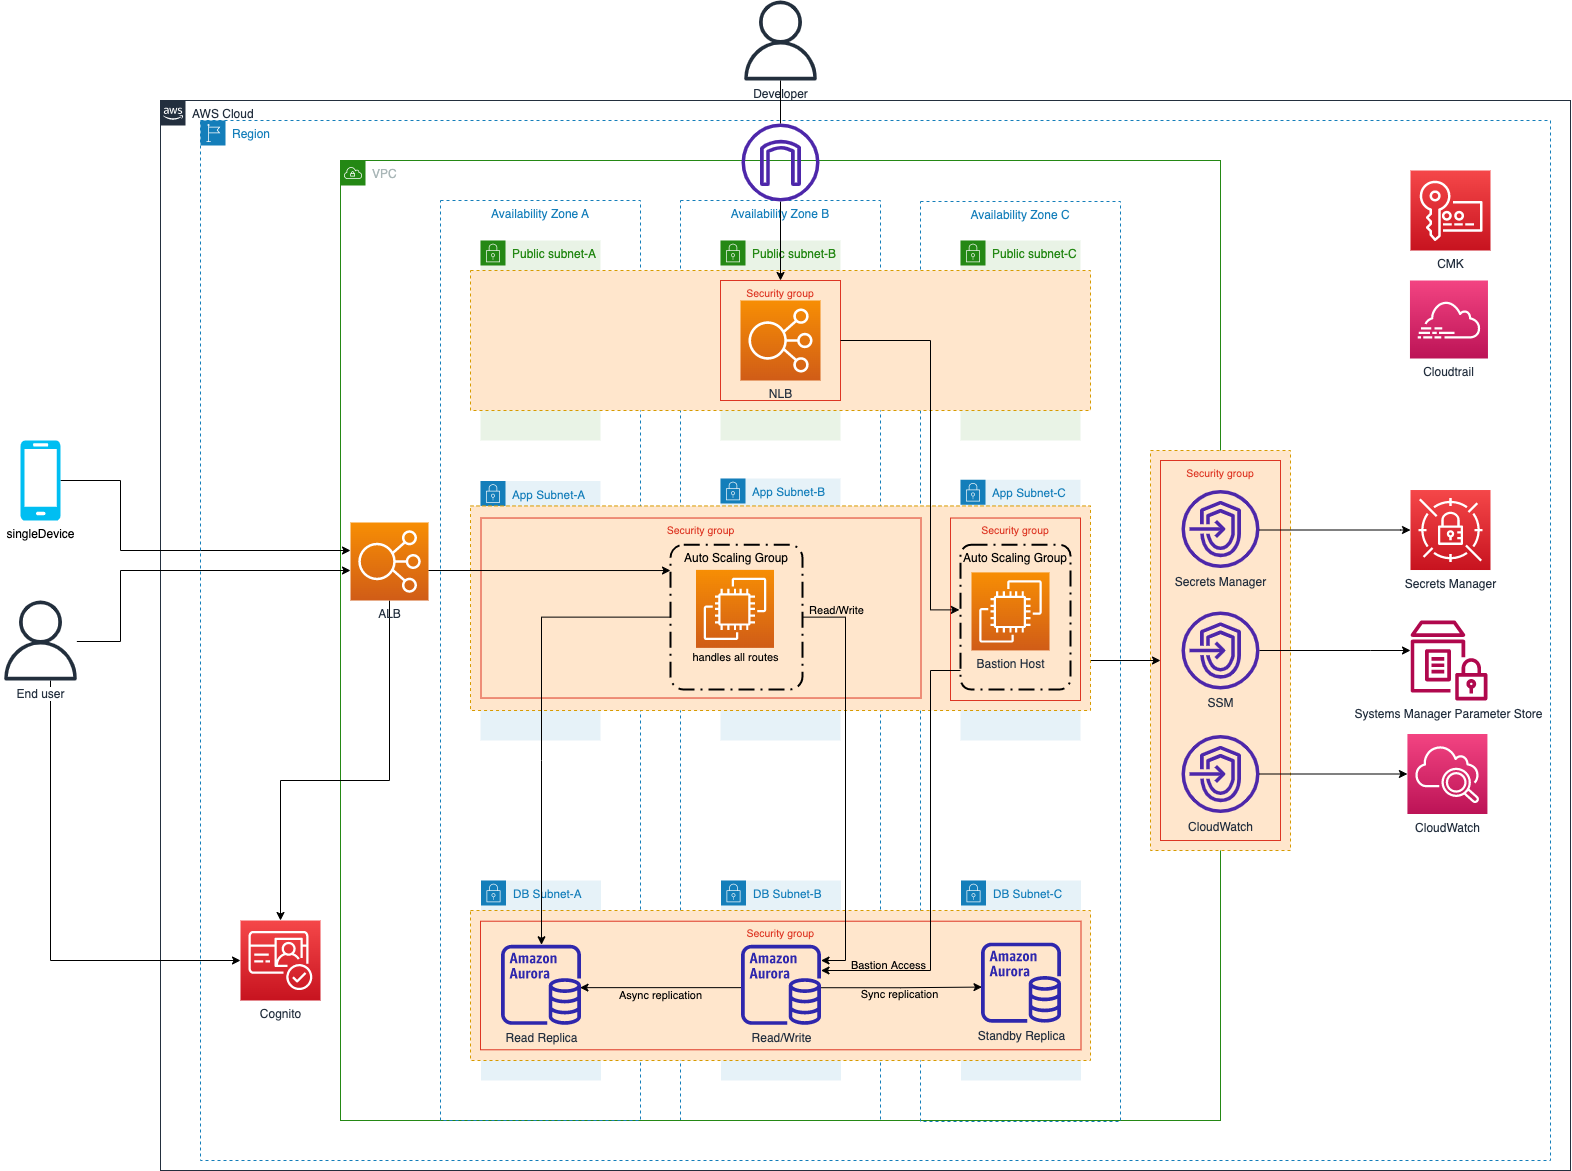 Developer
aws
AWS Cloud
Region
VPC
Availability Zone A
Availability Zone B
Availability Zone C
Public subnet-A
Public subnet-B
Public subnet-C
CMK
Security group
NLB
Cloudtrail
singleDevice
App Subnet-A
App Subnet-B
App Subnet-C
Security group
Security group
Security group
Auto Scaling Group
Auto Scaling Group
Secrets Manager
Secrets Manager
ALB
Read/Write
handles all routes
Bastion Host
End user
SSM
Systems Manager Parameter Store
CloudWatch
CloudWatch
DB Subnet-A
DB Subnet-B
DB Subnet-C
Security group
Amazon
Aurora
Amazon
Aurora
Amazon
Aurora
Bastion Access
Async replication
Sync replication
Cognito
Read Replica
Read/Write
Standby Replica